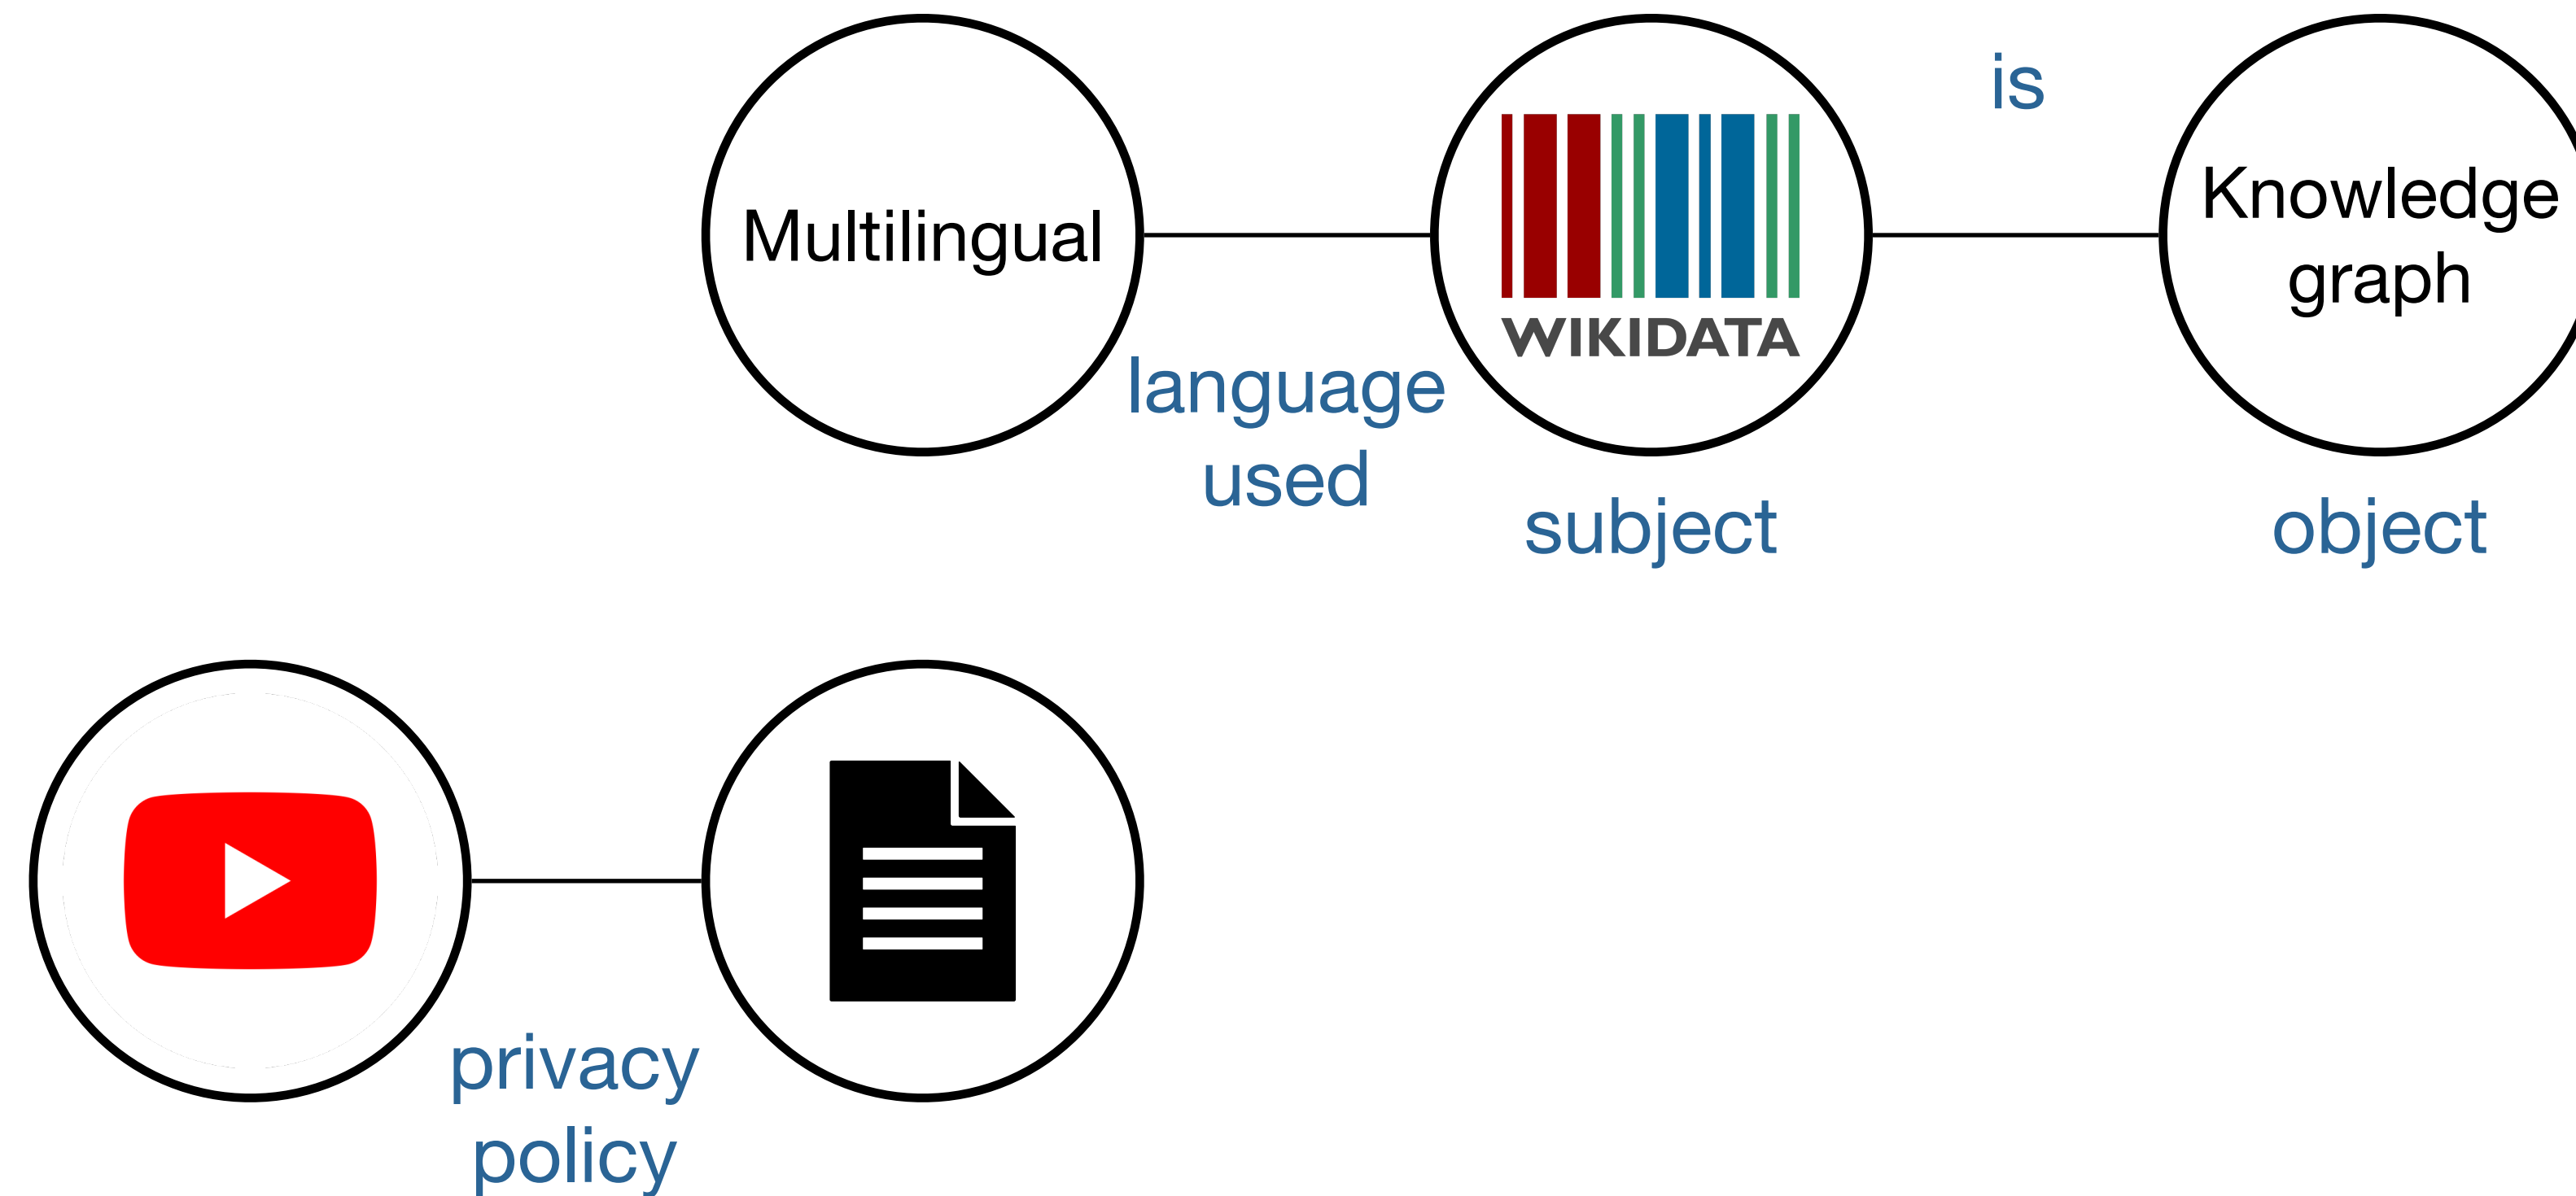 is
Multilingual
WIKIDATA
Knowledge
graph
language
used
subject
object
privacy
policy